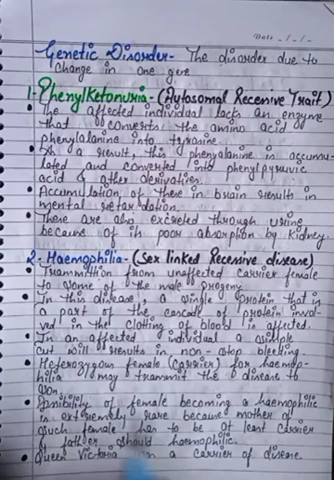 Date _/_/_
Genetic Disorder - The disorder due to
change in one gene
1- Phenylketonuria - (Autosomal Recessive Trait)
• The affected individual lack an enzyme
that converts the amino acid
phenylalanine into tyrosine.
• As a result, this phenylalanine is accumu-
lated and converted into phenylpyruvic
acid & other derivatives.
• Accumulation of these in brain results in
mental retardation.
• These are also excreted through urine
because of its poor absorption by kidney.
2- Haemophilia - (Sex linked Recessive disease)
• Transmittion from unaffected carrier female
to some of the male progeny
• In this disease, a single protein that is
a part of the cascade of protein invol-
ved in the clotting of blood is affected.
• In an affected individual a simple
cut will results in non-stop bleeding.
• Heterozygous female (carrier) for haemop-
hilia may transmit the disease to
son.
• Possibility of female becoming a haemophilic
is extremely rare because mother of
such female has to be at least carrier
& father should haemophilic.
• Queen Victoria a carrier of disease.